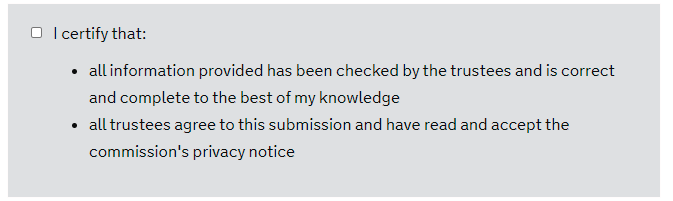 I certify that:
• all information provided has been checked by the trustees and is correct
and complete to the best of my knowledge
• all trustees agree to this submission and have read and accept the
commission's privacy notice